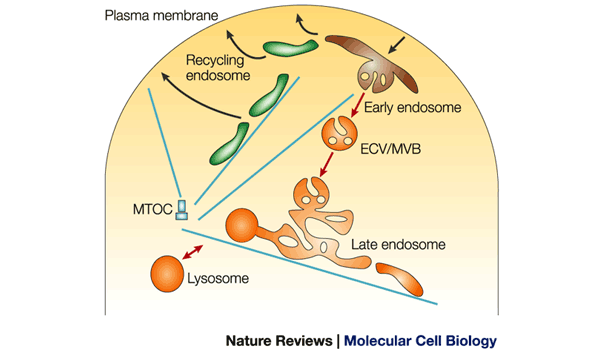 Plasma membrane
Recycling
endosome
Early endosome
ECV/MVB
MTOC
Late endosome
Lysosome
Nature Reviews | Molecular Cell Biology